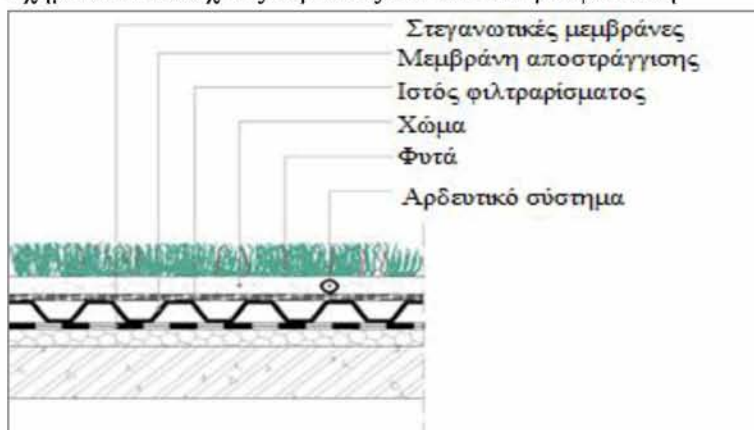 Στεγανωτικές μεμβράνες
Μεμβράνη αποστράγγισης
Ιστός φιλτραρίσματος
Χώμα
Φυτά
Αρδευτικό σύστημα